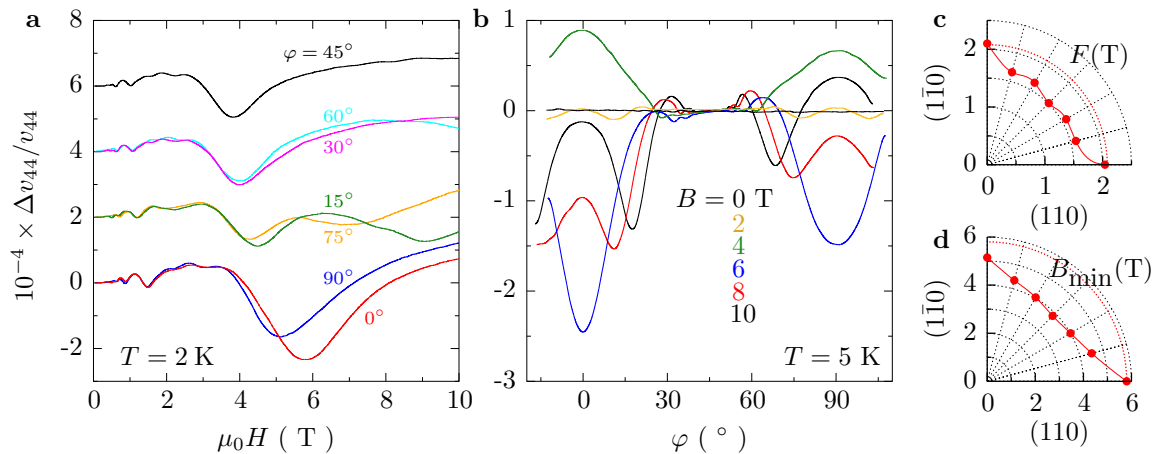 a
10⁻⁴ × Δv₄₄/v₄₄
6
4
2
0
−2
φ = 45°
60°
30°
15°
75°
90°
0°
T = 2 K
0 2 4 6 8 10
μ₀H ( T )
b
1
0
-1
-2
-3
B = 0 T
2
4
6
8
10
T = 5 K
0 30 60 90
φ ( ° )
c
F(T)
(11̅0)
2
1
0
0 1 2
(110)
d
B_min(T)
(11̅0)
6
4
2
0
0 2 4 6
(110)